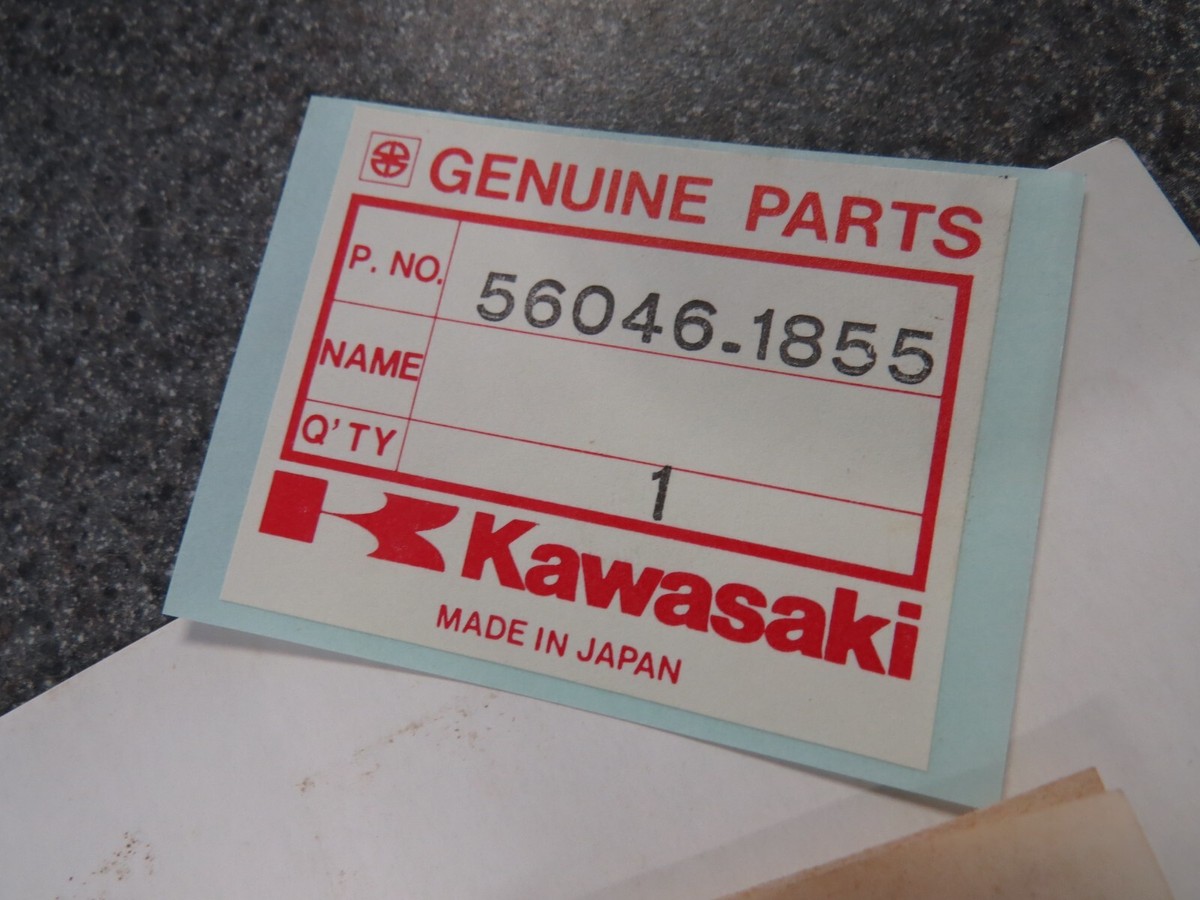 GENUINE PARTS
P. NO. 56046-1855
NAME
Q'TY 1
Kawasaki
MADE IN JAPAN